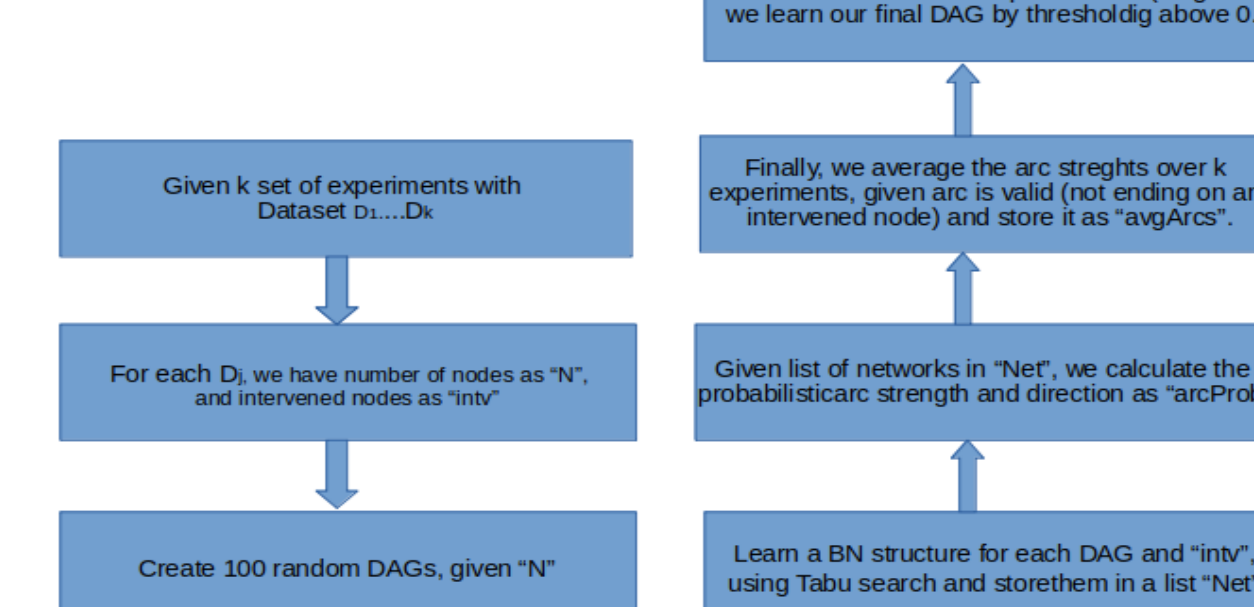 Given k set of experiments with
Dataset D1....Dk
For each Dj, we have number of nodes as “N”,
and intervened nodes as “intv”
Create 100 random DAGs, given “N”
we learn our final DAG by thresholdig above 0.
Finally, we average the arc streghts over k
experiments, given arc is valid (not ending on
intervened node) and store it as “avgArcs”.
Given list of networks in “Net”, we calculate the
probabilisticarc strength and direction as “arcProb
Learn a BN structure for each DAG and “intv”,
using Tabu search and storethem in a list “Net”